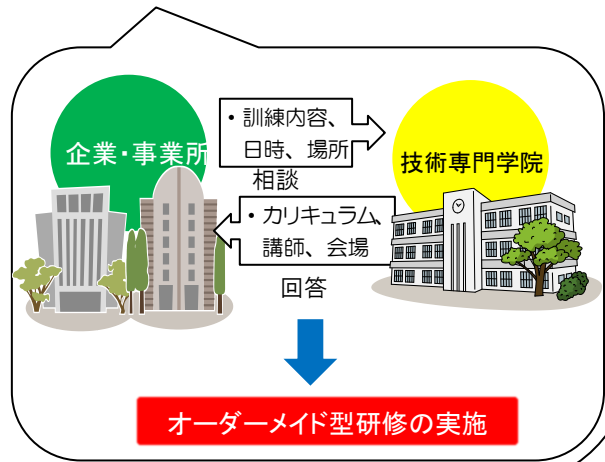 企業・事業所
・訓練内容、
日時、場所
相談
技術専門学院
・カリキュラム、
講師、会場
回答
オーダーメイド型研修の実施